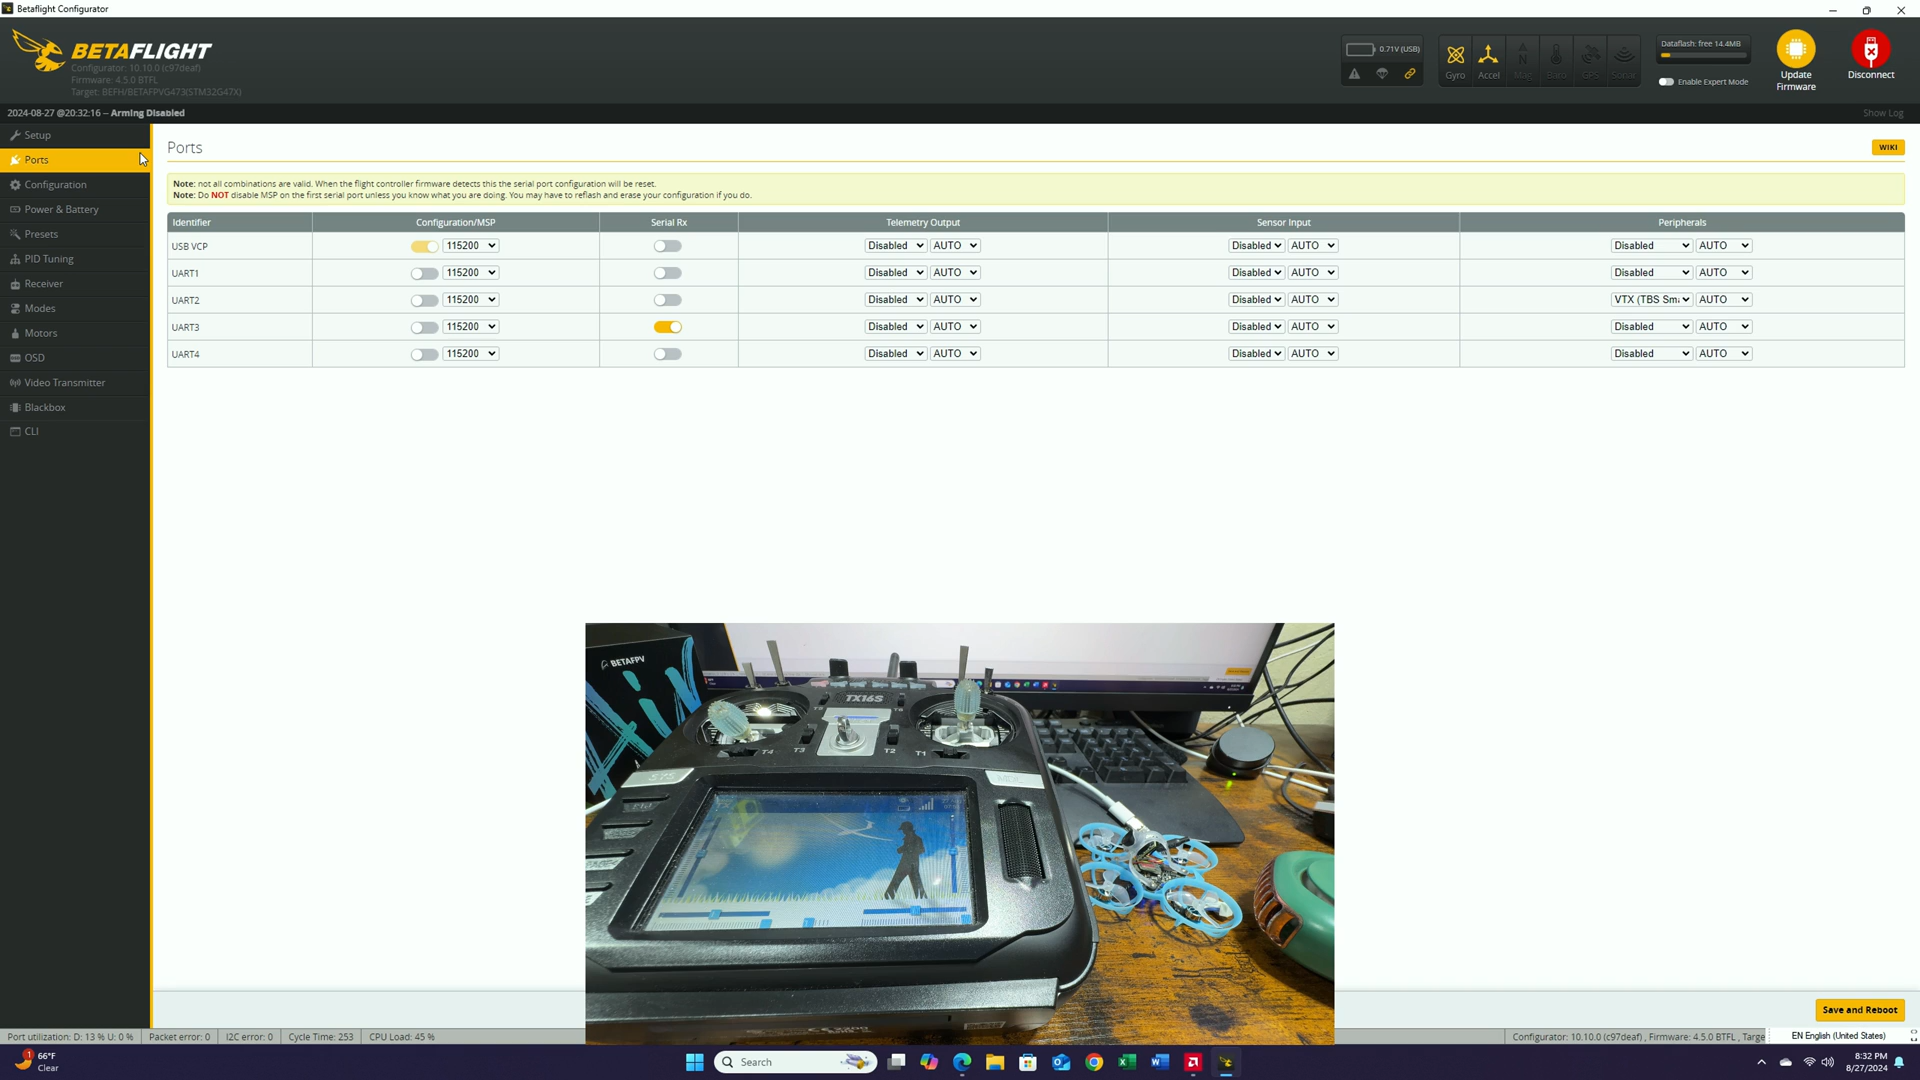 Betaflight Configurator
BETAFLIGHT
Configurator: 10.10.0 (c97deaf)
Firmware: 4.5.0 BTFL
Target: BEFH/BETAFPVG473(STM32G47X)
0.71V (USB)
Gyro Accel Mag Baro GPS Sonar
Dataflash: free 14.4MB
Enable Expert Mode
Update
Firmware
Disconnect
2024-08-27 @20:32:16 -- Arming Disabled
Show Log
Setup
Ports
Configuration
Power & Battery
Presets
PID Tuning
Receiver
Modes
Motors
OSD
Video Transmitter
Blackbox
CLI
Ports
WIKI
Note: not all combinations are valid. When the flight controller firmware detects this the serial port configuration will be reset.
Note: Do NOT disable MSP on the first serial port unless you know what you are doing. You may have to reflash and erase your configuration if you do.
Identifier Configuration/MSP Serial Rx Telemetry Output Sensor Input Peripherals
USB VCP 115200 Disabled AUTO Disabled AUTO Disabled AUTO
UART1 115200 Disabled AUTO Disabled AUTO Disabled AUTO
UART2 115200 Disabled AUTO Disabled AUTO VTX (TBS Sm AUTO
UART3 115200 Disabled AUTO Disabled AUTO Disabled AUTO
UART4 115200 Disabled AUTO Disabled AUTO Disabled AUTO
BETAFPV
TX16S
T4 T3 T2 T1
SYS
Save and Reboot
Port utilization: D: 13 % U: 0 % Packet error: 0 I2C error: 0 Cycle Time: 253 CPU Load: 45 %
Configurator: 10.10.0 (c97deaf) , Firmware: 4.5.0 BTFL , Targe
EN English (United States)
1
66°F
Clear
Search
8:32 PM
8/27/2024